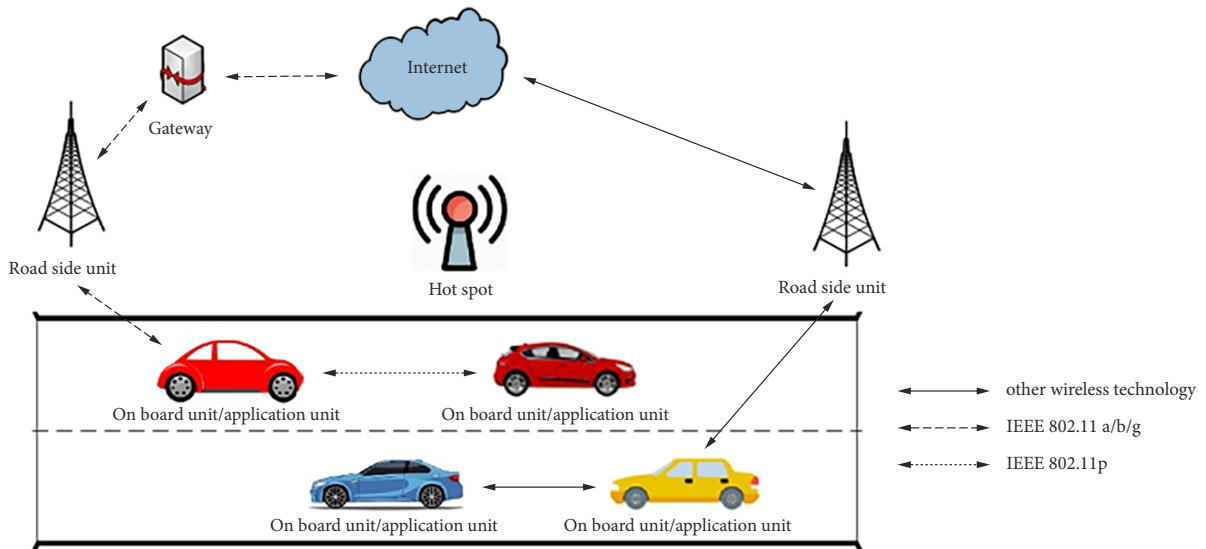 Internet
Gateway
Road side unit
Hot spot
Road side unit
On board unit/application unit
On board unit/application unit
other wireless technology
IEEE 802.11 a/b/g
IEEE 802.11p
On board unit/application unit
On board unit/application unit